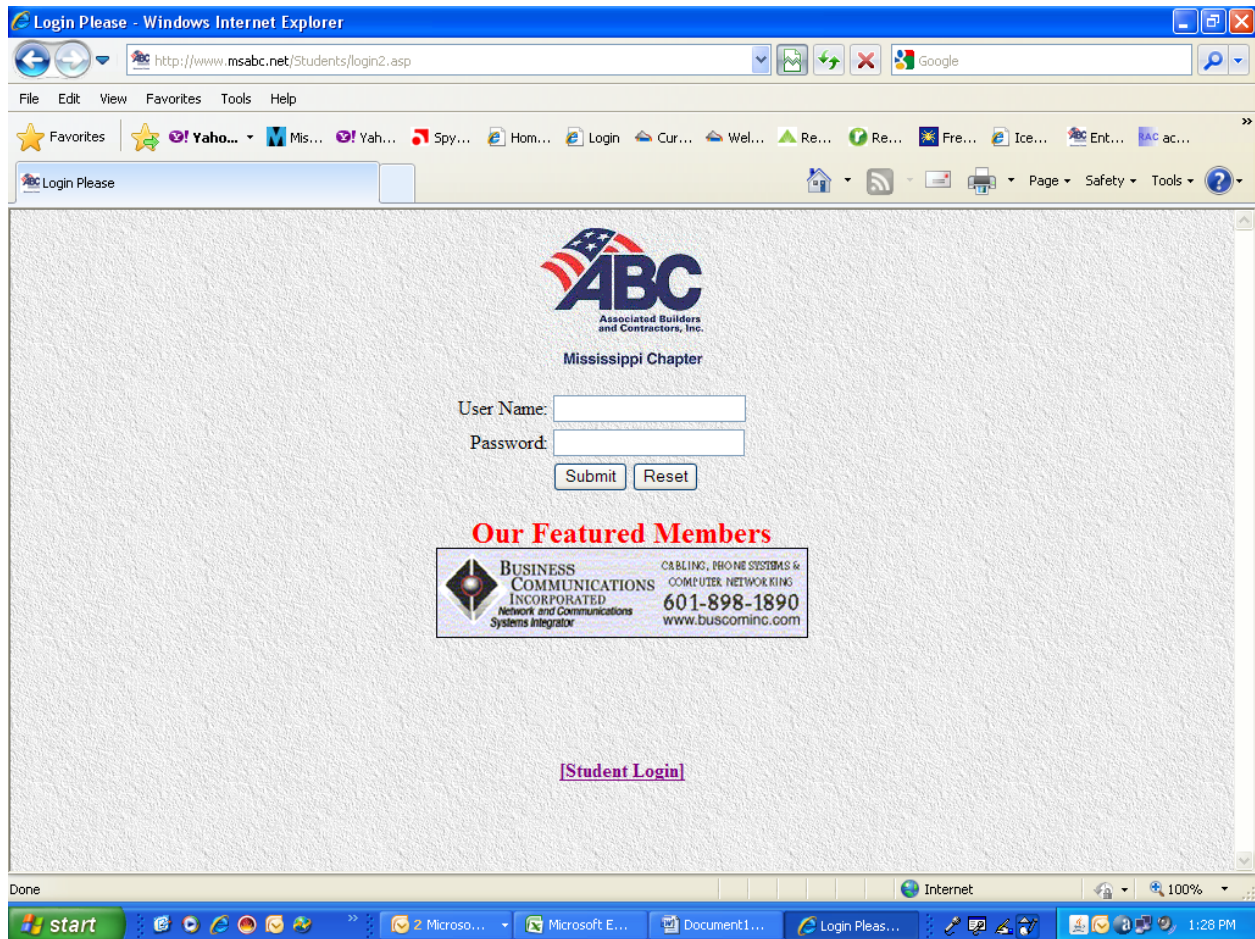 Login Please - Windows Internet Explorer
http://www.msabc.net/Students/login2.asp
Google
File Edit View Favorites Tools Help
Favorites Yaho... Mis... Yah... Spy... Hom... Login Cur... Wel... Re... Re... Fre... Ice... Ent... RAC ac... »
Login Please Page Safety Tools
ABC
Associated Builders
and Contractors, Inc.
Mississippi Chapter
User Name:
Password:
Submit Reset
Our Featured Members
BUSINESS
COMMUNICATIONS
INCORPORATED
Network and Communications
Systems Integrator
CABLING, PHONE SYSTEMS &
COMPUTER NETWORKING
601-898-1890
www.buscominc.com
[Student Login]
Done Internet 100%
start » 2 Microso... Microsoft E... Document1... Login Pleas... 1:28 PM